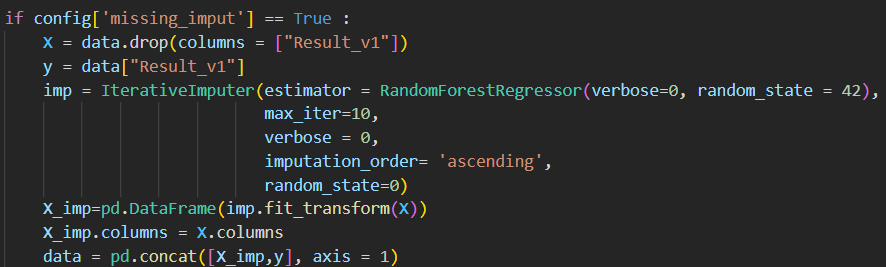 if config['missing_imput'] == True :
X = data.drop(columns = ["Result_v1"])
y = data["Result_v1"]
imp = IterativeImputer(estimator = RandomForestRegressor(verbose=0, random_state = 42),
max_iter=10,
verbose = 0,
imputation_order= 'ascending',
random_state=0)
X_imp=pd.DataFrame(imp.fit_transform(X))
X_imp.columns = X.columns
data = pd.concat([X_imp,y], axis = 1)